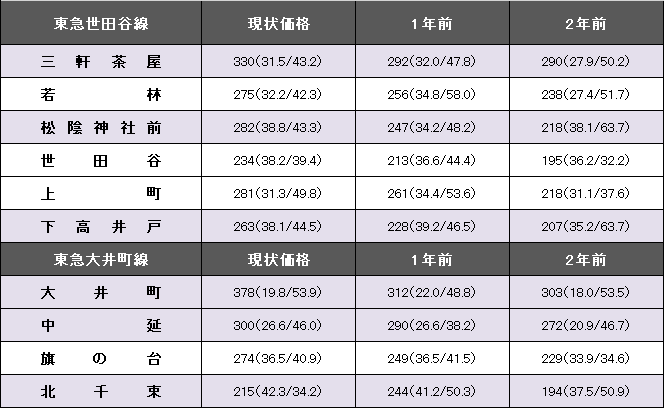 東急世田谷線 現状価格 1年前 2年前
三軒茶屋 330(31.5/43.2) 292(32.0/47.8) 290(27.9/50.2)
若林 275(32.2/42.3) 256(34.8/58.0) 238(27.4/51.7)
松陰神社前 282(38.8/43.3) 247(34.2/48.2) 218(38.1/63.7)
世田谷 234(38.2/39.4) 213(36.6/44.4) 195(36.2/32.2)
上町 281(31.3/49.8) 261(34.4/53.6) 218(31.1/37.6)
下高井戸 263(38.1/44.5) 228(39.2/46.5) 207(35.2/63.7)
東急大井町線 現状価格 1年前 2年前
大井町 378(19.8/53.9) 312(22.0/48.8) 303(18.0/53.5)
中延 300(26.6/46.0) 290(26.6/38.2) 272(20.9/46.7)
旗の台 274(36.5/40.9) 249(36.5/41.5) 229(33.9/34.6)
北千束 215(42.3/34.2) 244(41.2/50.3) 194(37.5/50.9)